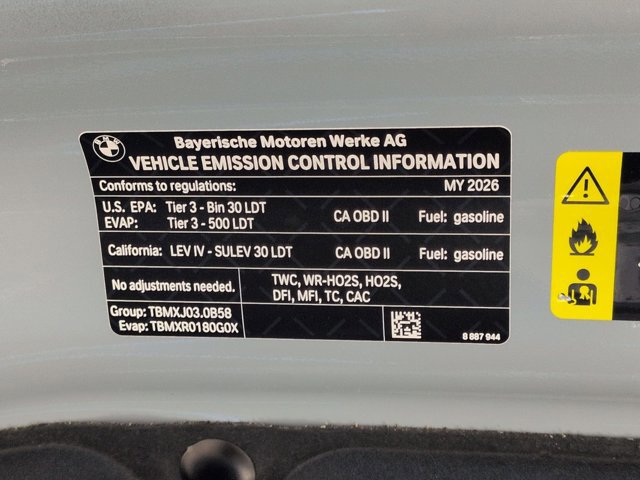 BMW
Bayerische Motoren Werke AG
VEHICLE EMISSION CONTROL INFORMATION
Conforms to regulations: MY 2026
U.S. EPA: Tier 3 - Bin 30 LDT CA OBD II Fuel: gasoline
EVAP: Tier 3 - 500 LDT
California: LEV IV - SULEV 30 LDT CA OBD II Fuel: gasoline
No adjustments needed.
TWC, WR-HO2S, HO2S,
DFI, MFI, TC, CAC
Group: TBMXJ03.0B58
Evap: TBMXR0180G0X
8 887 944